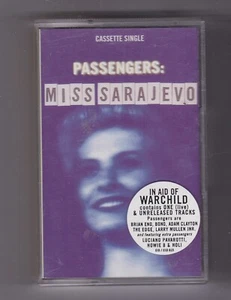 CASSETTE SINGLE
PASSENGERS:
MISS SARAJEVO
IN AID OF
WARCHILD
contains ONE (live)
& UNRELEASED TRACKS
Passengers are
BRIAN ENO, BONO, ADAM CLAYTON
THE EDGE, LARRY MULLEN JNR.
and featuring extra passengers
LUCIANO PAVAROTTI,
HOWIE B & HOLI